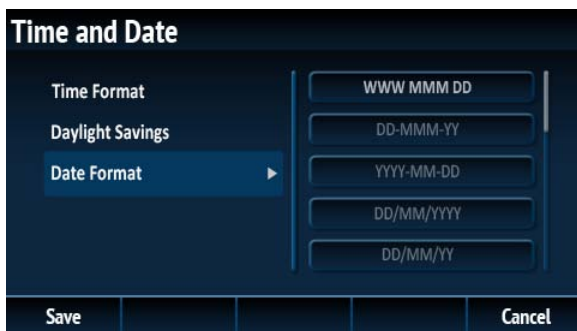 Time and Date
Time Format
Daylight Savings
Date Format
WWW MMM DD
DD-MMM-YY
YYYY-MM-DD
DD/MM/YYYY
DD/MM/YY
Save
Cancel